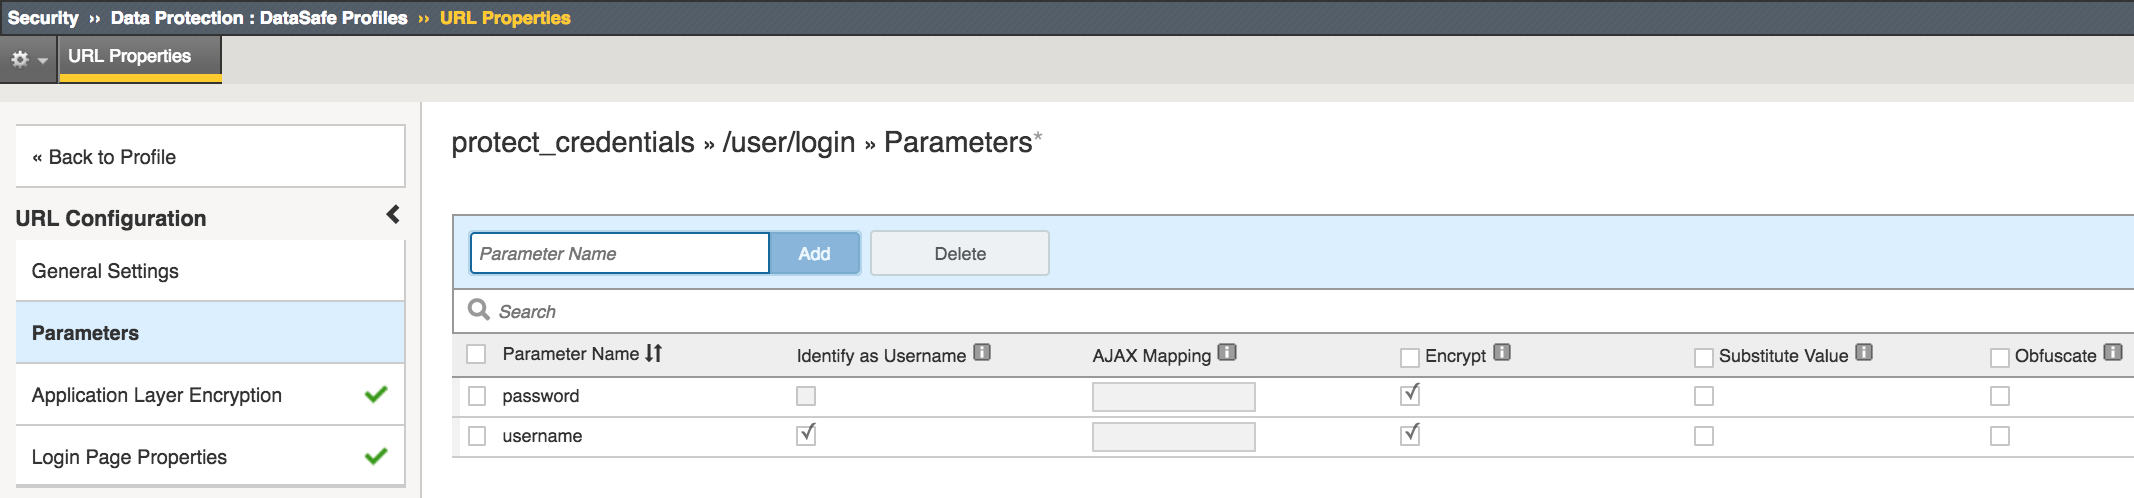 Security ›› Data Protection : DataSafe Profiles ›› URL Properties
URL Properties
« Back to Profile
URL Configuration
General Settings
Parameters
Application Layer Encryption
Login Page Properties
protect_credentials » /user/login » Parameters*
Parameter Name Add Delete
Search
Parameter Name Identify as Username i AJAX Mapping i Encrypt i Substitute Value i Obfuscate i
password
username